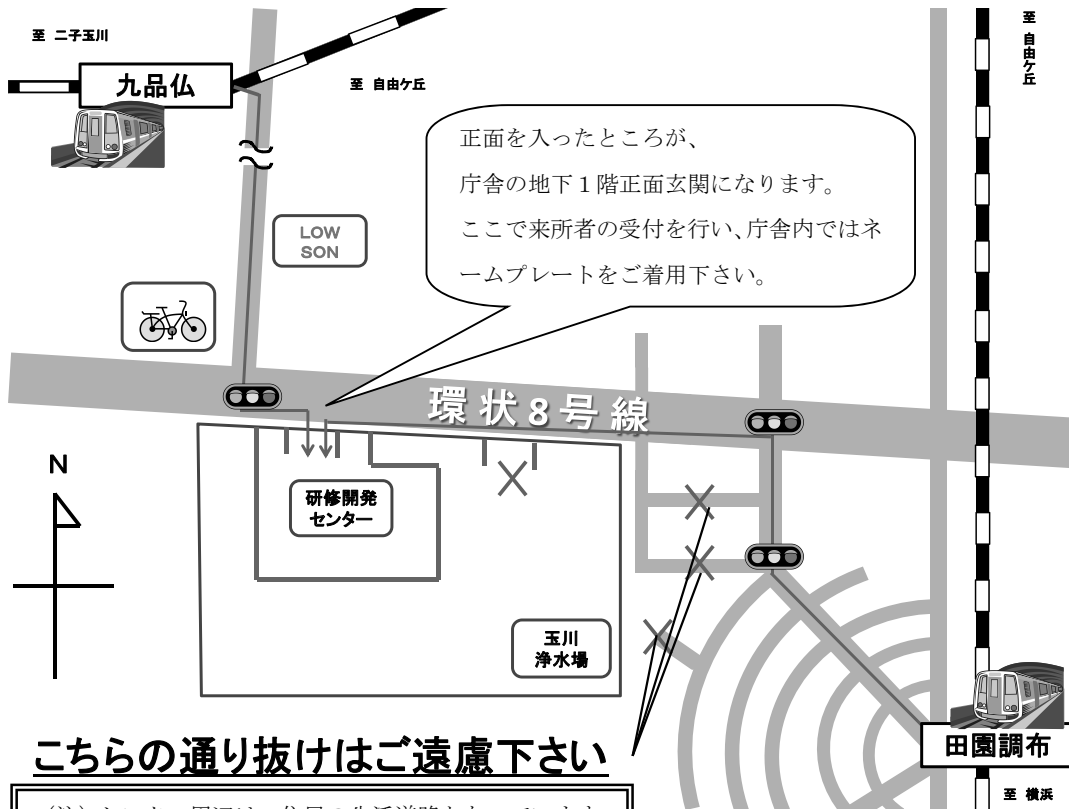 至 二子玉川
九品仏
至 自由ケ丘
至 自由ケ丘
正面を入ったところが、
庁舎の地下1階正面玄関になります。
ここで来所者の受付を行い、庁舎内ではネ
ームプレートをご着用下さい。
LOW
SON
環状8号線
N
研修開発
センター
玉川
浄水場
田園調布
こちらの通り抜けはご遠慮下さい
至 横浜